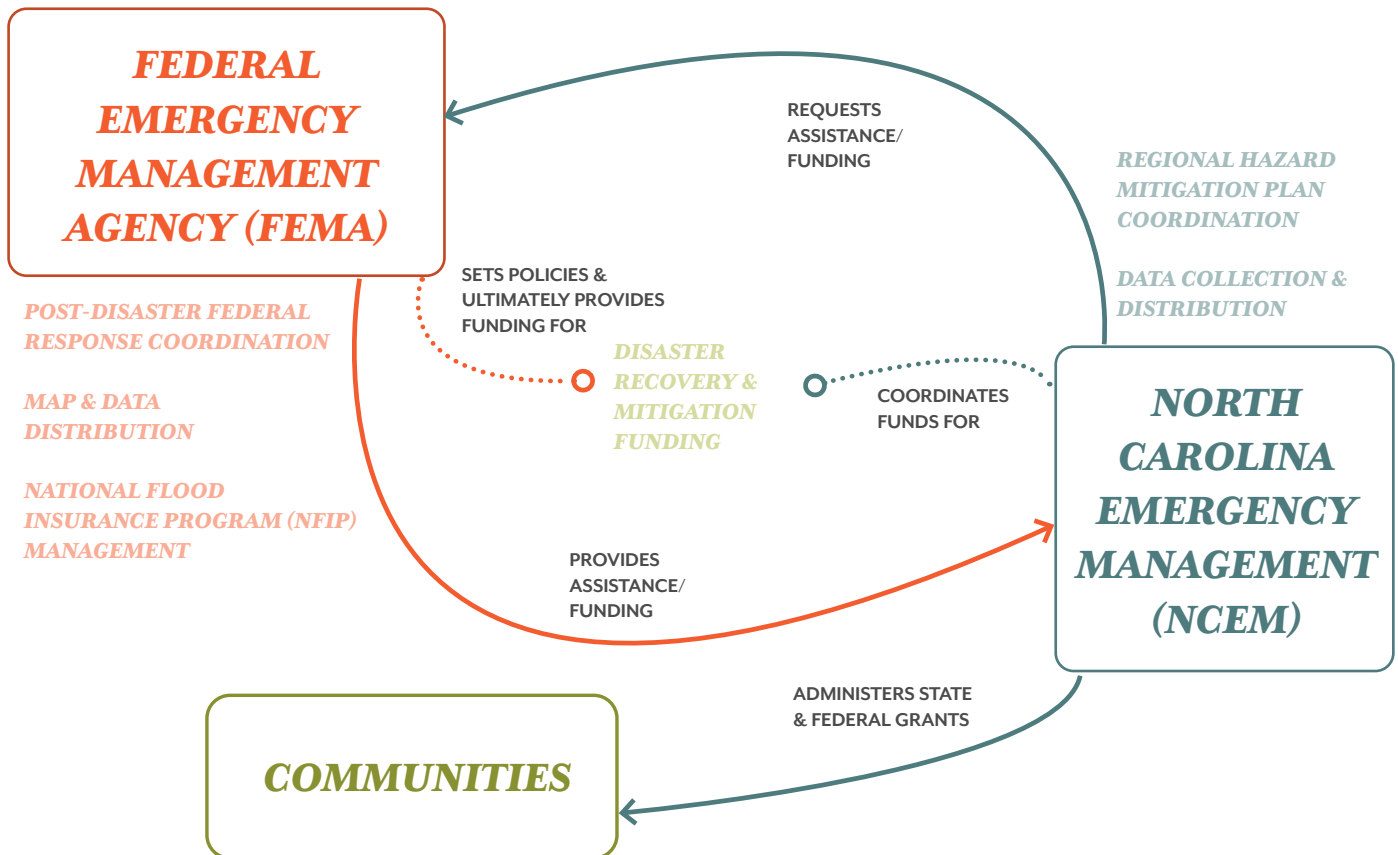 FEDERAL
EMERGENCY
MANAGEMENT
AGENCY (FEMA)
REQUESTS
ASSISTANCE/
FUNDING
REGIONAL HAZARD
MITIGATION PLAN
COORDINATION
DATA COLLECTION &
DISTRIBUTION
SETS POLICIES &
ULTIMATELY PROVIDES
FUNDING FOR
POST-DISASTER FEDERAL
RESPONSE COORDINATION
MAP & DATA
DISTRIBUTION
NATIONAL FLOOD
INSURANCE PROGRAM (NFIP)
MANAGEMENT
DISASTER
RECOVERY &
MITIGATION
FUNDING
COORDINATES
FUNDS FOR
NORTH
CAROLINA
EMERGENCY
MANAGEMENT
(NCEM)
PROVIDES
ASSISTANCE/
FUNDING
ADMINISTERS STATE
& FEDERAL GRANTS
COMMUNITIES